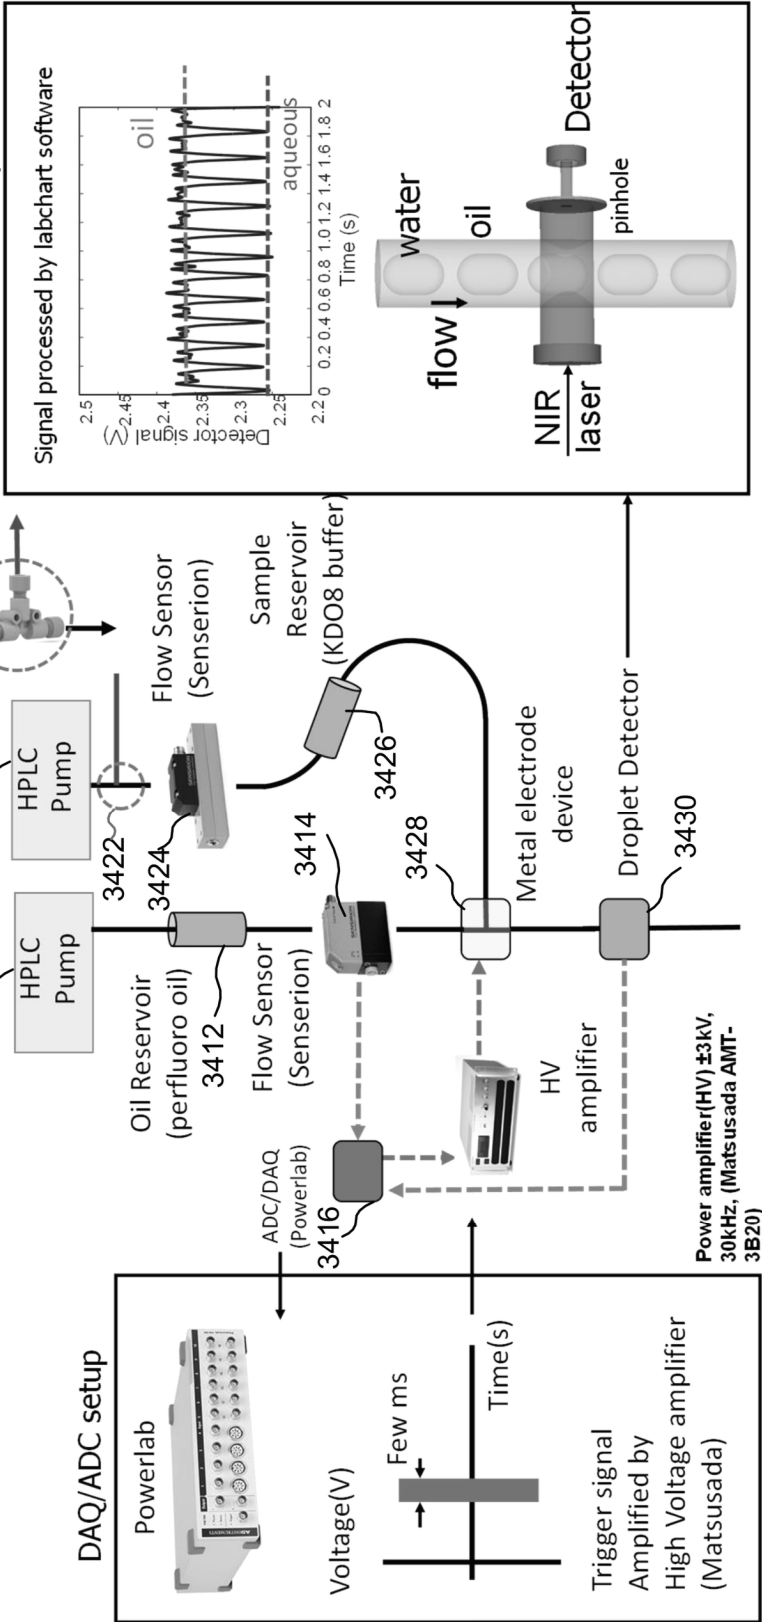 DAQ/ADC setup
Powerlab
Voltage(V)
Few ms
Time(s)
Trigger signal
Amplified by
High Voltage amplifier
(Matsusada)
HPLC
Pump
HPLC
Pump
Oil Reservoir
(perfluoro oil)
3412
3422
3424
Flow Sensor
(Senserion)
Flow Sensor
(Senserion)
3414
Sample
Reservoir
(KDO8 buffer)
3426
ADC/DAQ
(Powerlab)
3416
3428
HV
amplifier
Metal electrode
device
Droplet Detector
3430
Power amplifier(HV) ±3kV,
30kHz, (Matsusada AMT-
3B20)
Signal processed by labchart software
2.5
2.45
2.4
2.35
2.3
2.25
2.2
Detector signal (V)
oil
aqueous
0 0.2 0.4 0.6 0.8 1.0 1.2 1.4 1.6 1.8 2
Time (s)
flow
water
oil
NIR
laser
pinhole
Detector